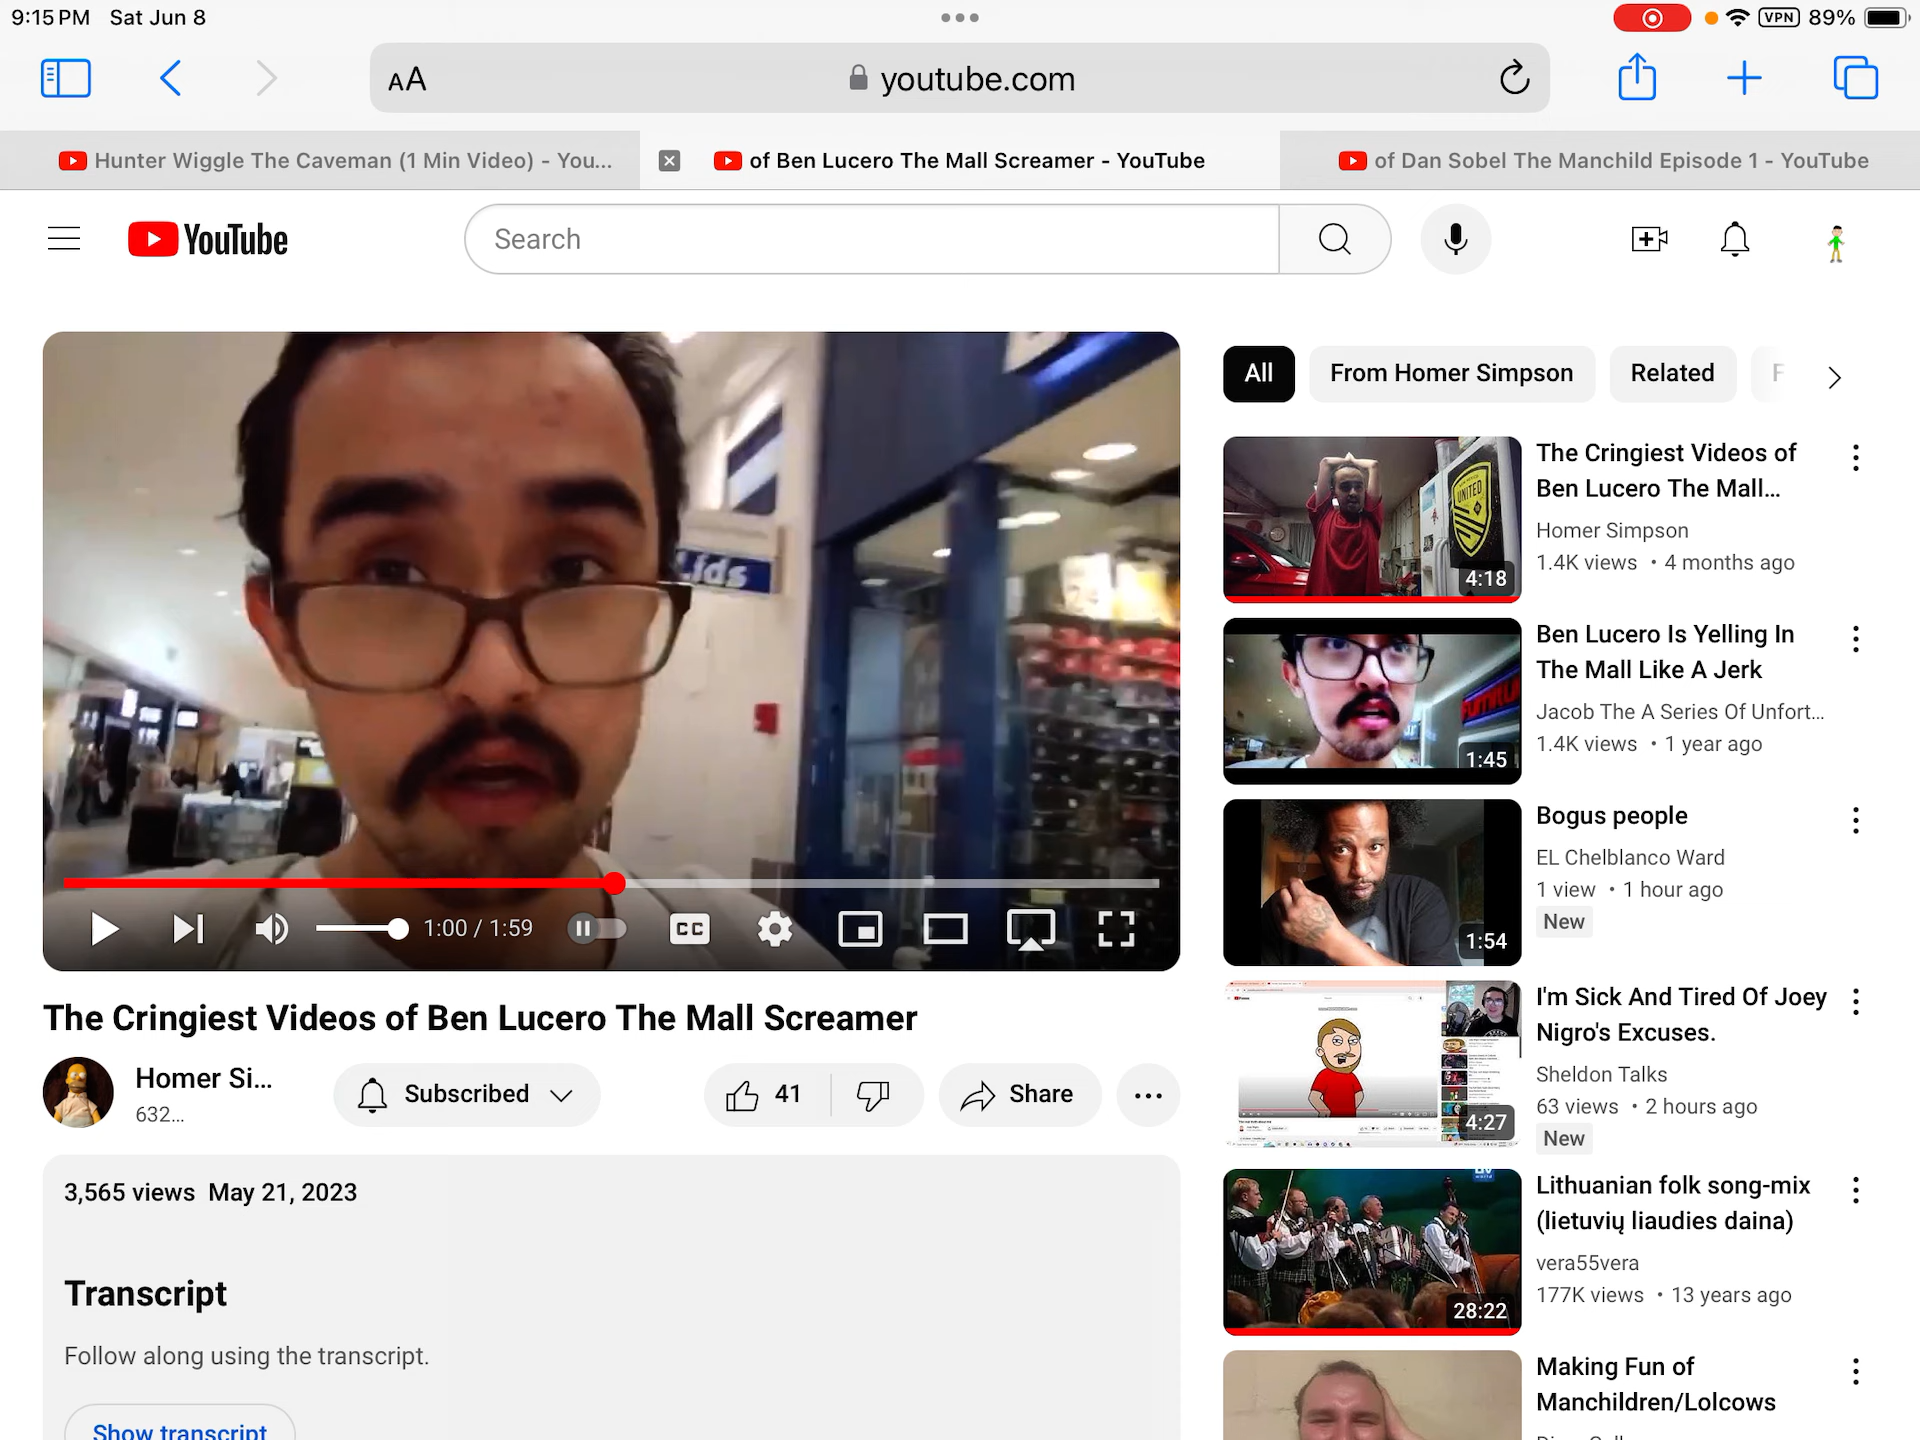 9:15 PM Sat Jun 8
VPN 89%
AA youtube.com
Hunter Wiggle The Caveman (1 Min Video) - You...
of Ben Lucero The Mall Screamer - YouTube
of Dan Sobel The Manchild Episode 1 - YouTube
YouTube
Search
Lids
1:00 / 1:59
CC
The Cringiest Videos of Ben Lucero The Mall Screamer
Homer Si...
632...
Subscribed
41
Share
3,565 views May 21, 2023
Transcript
Follow along using the transcript.
Show transcript
All
From Homer Simpson
Related
UNITED
4:18
The Cringiest Videos of
Ben Lucero The Mall...
Homer Simpson
1.4K views • 4 months ago
1:45
Ben Lucero Is Yelling In
The Mall Like A Jerk
Jacob The A Series Of Unfort...
1.4K views • 1 year ago
1:54
Bogus people
EL Chelblanco Ward
1 view • 1 hour ago
New
4:27
I'm Sick And Tired Of Joey
Nigro's Excuses.
Sheldon Talks
63 views • 2 hours ago
New
28:22
Lithuanian folk song-mix
(lietuvių liaudies daina)
vera55vera
177K views • 13 years ago
Making Fun of
Manchildren/Lolcows